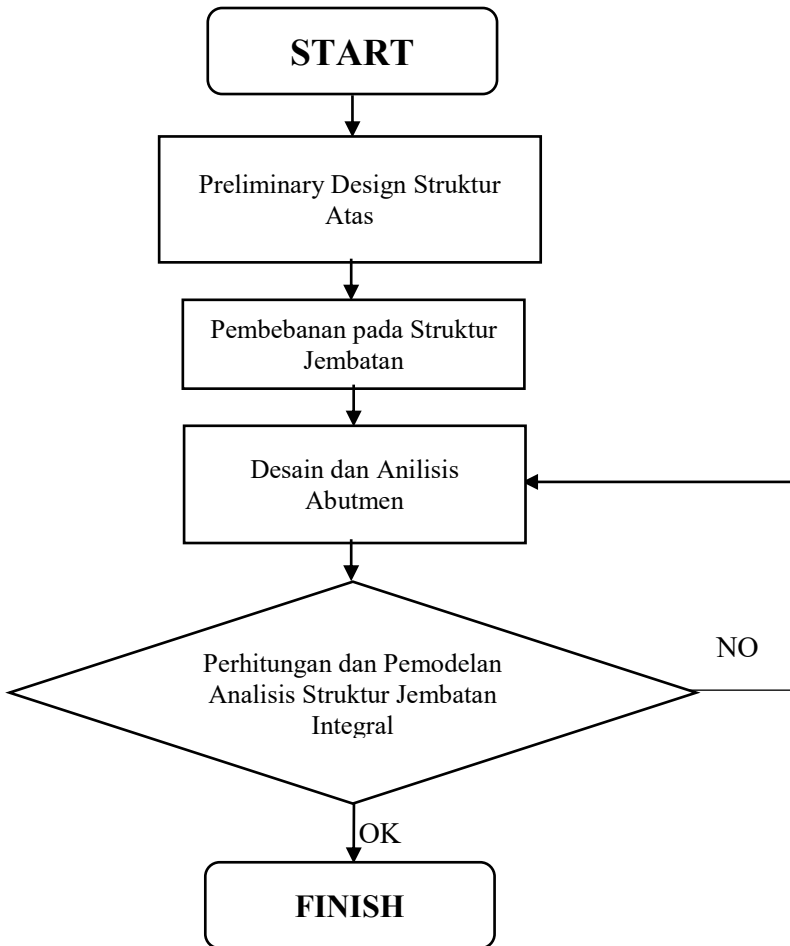 START
Preliminary Design Struktur
Atas
Pembebanan pada Struktur
Jembatan
Desain dan Anilisis
Abutmen
Perhitungan dan Pemodelan
Analisis Struktur Jembatan
Integral
NO
OK
FINISH